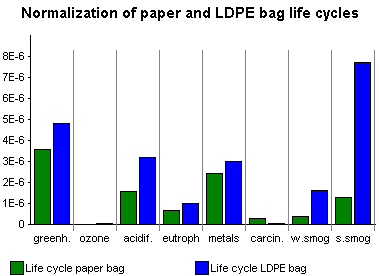 Normalization of paper and LDPE bag life cycles
8E-6
7E-6
6E-6
5E-6
4E-6
3E-6
2E-6
1E-6
0
greenh. ozone acidif. eutroph metals carcin. w.smog s.smog
Life cycle paper bag Life cycle LDPE bag